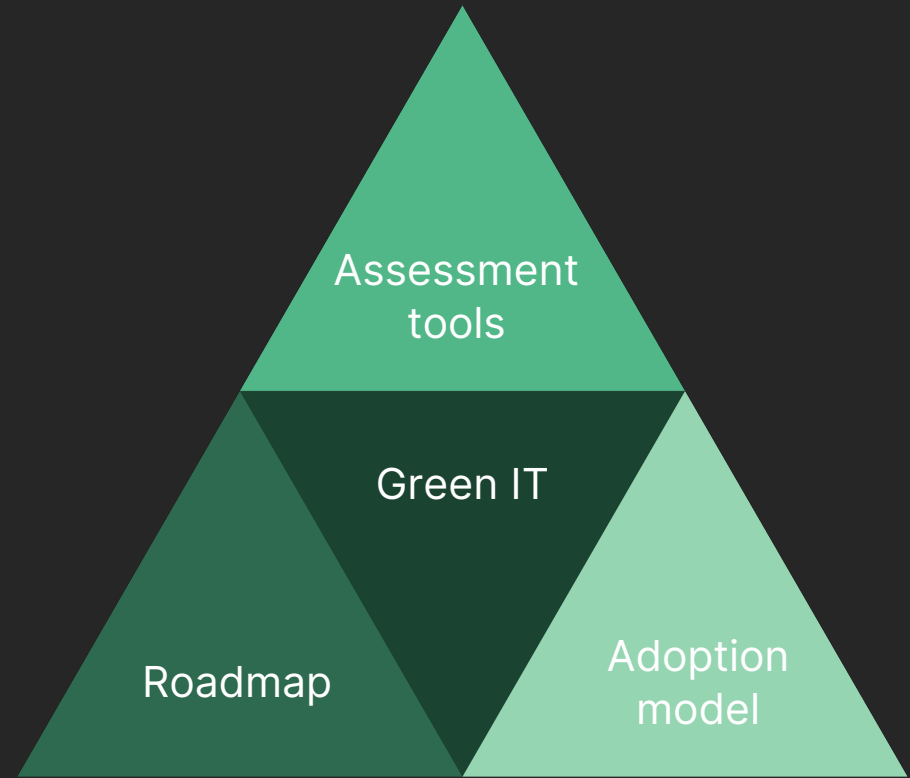 Assessment
tools
Green IT
Roadmap
Adoption
model